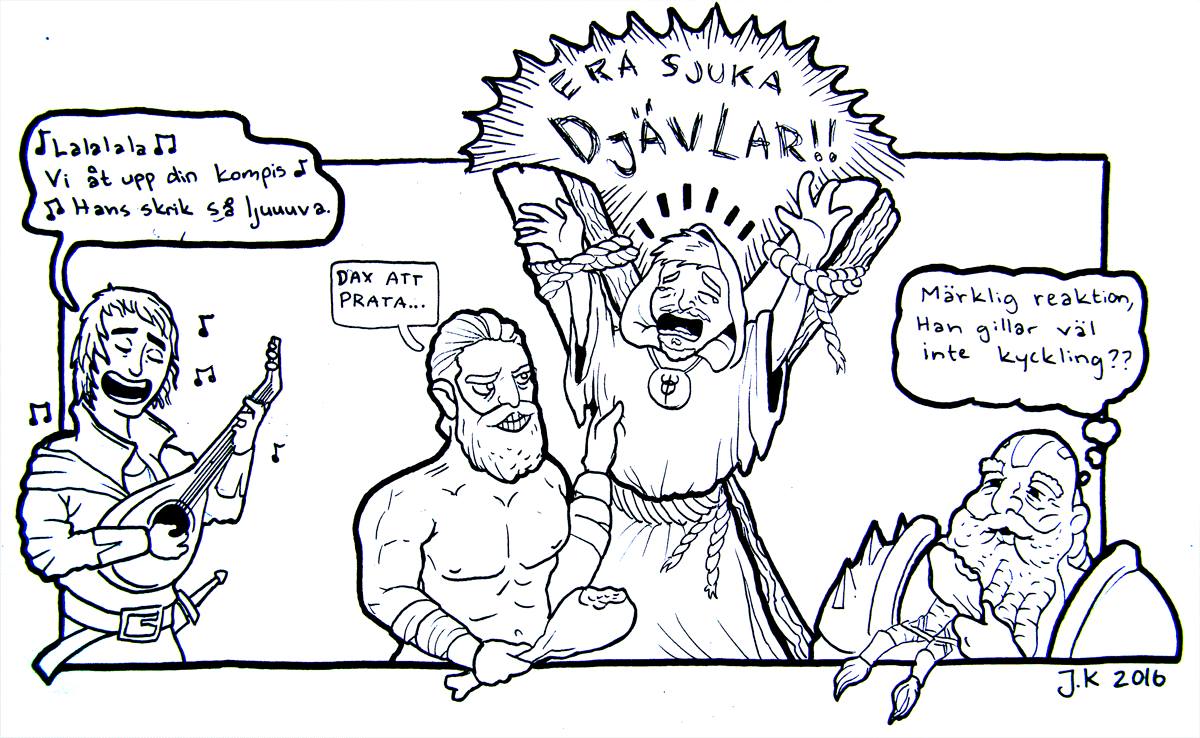 ♪Lalalala♫
Vi åt upp din kompis♪
♫ Hans skrik så ljuuuva.
DAX ATT
PRATA...
ERA SJUKA
DJÄVLAR!!
Märklig reaktion,
Han gillar väl
inte kyckling??
J.K 2016